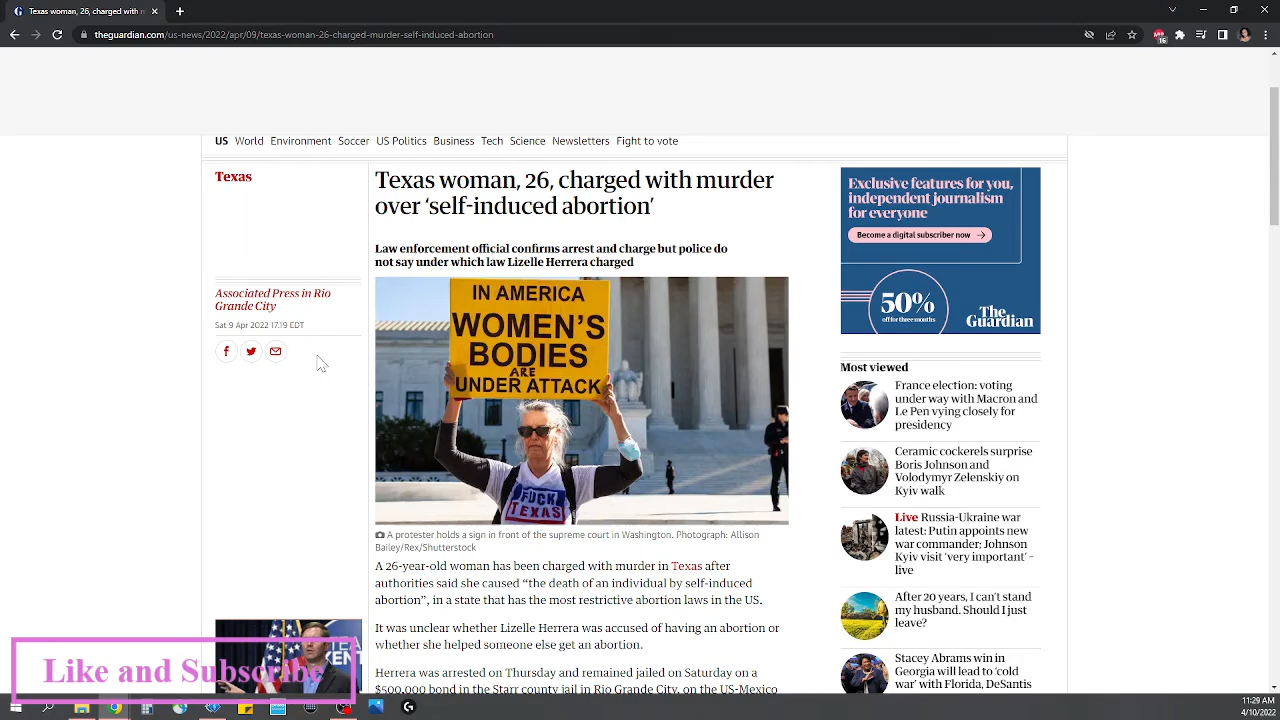 Texas woman, 26, charged with m
theguardian.com/us-news/2022/apr/09/texas-woman-26-charged-murder-self-induced-abortion
16
US World Environment Soccer US Politics Business Tech Science Newsletters Fight to vote
Texas
Texas woman, 26, charged with murder
over ‘self-induced abortion’
Law enforcement official confirms arrest and charge but police do
not say under which law Lizelle Herrera charged
Associated Press in Rio
Grande City
Sat 9 Apr 2022 17.19 EDT
IN AMERICA
WOMEN'S
BODIES
ARE
UNDER ATTACK
FUCK
TEXAS
A protester holds a sign in front of the supreme court in Washington. Photograph: Allison
Bailey/Rex/Shutterstock
A 26-year-old woman has been charged with murder in Texas after
authorities said she caused “the death of an individual by self-induced
abortion”, in a state that has the most restrictive abortion laws in the US.
It was unclear whether Lizelle Herrera was accused of having an abortion or
whether she helped someone else get an abortion.
Herrera was arrested on Thursday and remained jailed on Saturday on a
$500,000 bond in the Starr county jail in Rio Grande City, on the US-Mexico
Exclusive features for you,
independent journalism
for everyone
Become a digital subscriber now
50%
off for three months
The
Guardian
Most viewed
France election: voting
under way with Macron and
Le Pen vying closely for
presidency
Ceramic cockerels surprise
Boris Johnson and
Volodymyr Zelenskiy on
Kyiv walk
Live Russia-Ukraine war
latest: Putin appoints new
war commander; Johnson
Kyiv visit ‘very important’ –
live
After 20 years, I can’t stand
my husband. Should I just
leave?
Stacey Abrams win in
Georgia will lead to ‘cold
war’ with Florida, DeSantis
Like and Subscribe
11:29 AM
4/10/2022